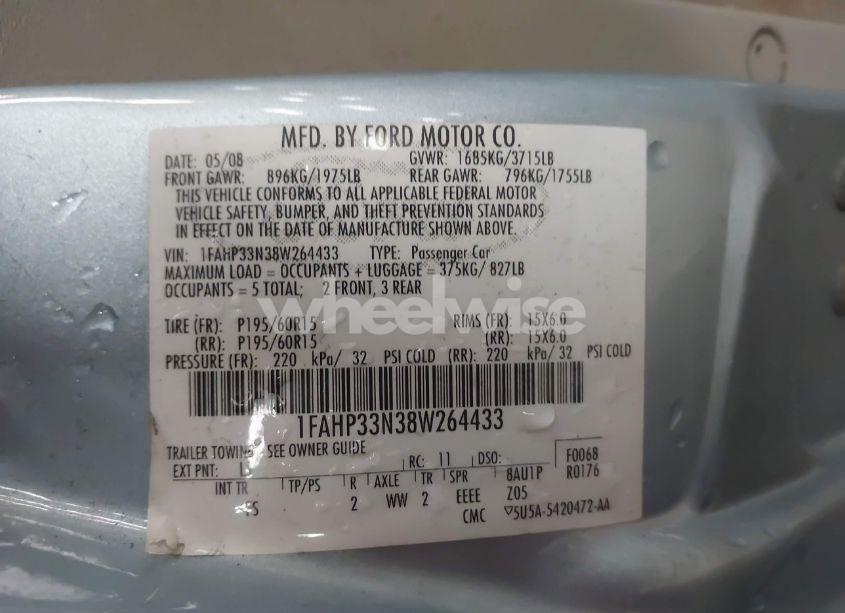 MFD. BY FORD MOTOR CO.
DATE: 05/08 GVWR: 1685KG/3715LB
FRONT GAWR: 896KG/1975LB REAR GAWR: 796KG/1755LB
THIS VEHICLE CONFORMS TO ALL APPLICABLE FEDERAL MOTOR
VEHICLE SAFETY, BUMPER, AND THEFT PREVENTION STANDARDS
IN EFFECT ON THE DATE OF MANUFACTURE SHOWN ABOVE.
VIN: 1FAHP33N38W264433 TYPE: Passenger Car
MAXIMUM LOAD = OCCUPANTS + LUGGAGE = 375KG/ 827LB
OCCUPANTS = 5 TOTAL; 2 FRONT, 3 REAR
wheelwise
TIRE (FR): P195/60R15 RIMS (FR): 15X6.0
(RR): P195/60R15 (RR): 15X6.0
PRESSURE (FR): 220 kPa/ 32 PSI COLD (RR): 220 kPa/ 32 PSI COLD
1FAHP33N38W264433
TRAILER TOWING SEE OWNER GUIDE
EXT PNT: RC: 11 DSO: F0068
R0176
INT TR TP/PS R AXLE TR SPR 8AU1P
2 WW 2 EEEE Z05
CMC ▽5U5A-5420472-AA